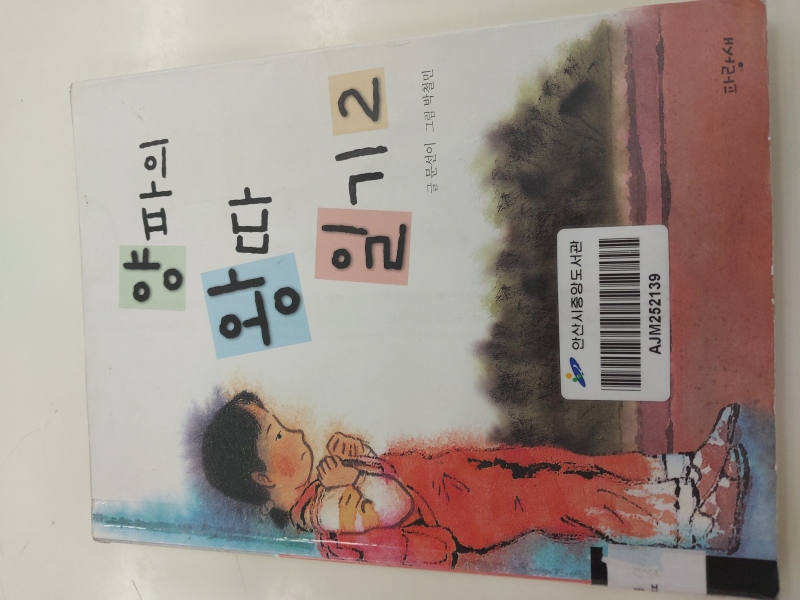 양파의
왕따
일기 2
글 문선이 그림 박철민
파랑새
안산시중앙도서관
AJM252139